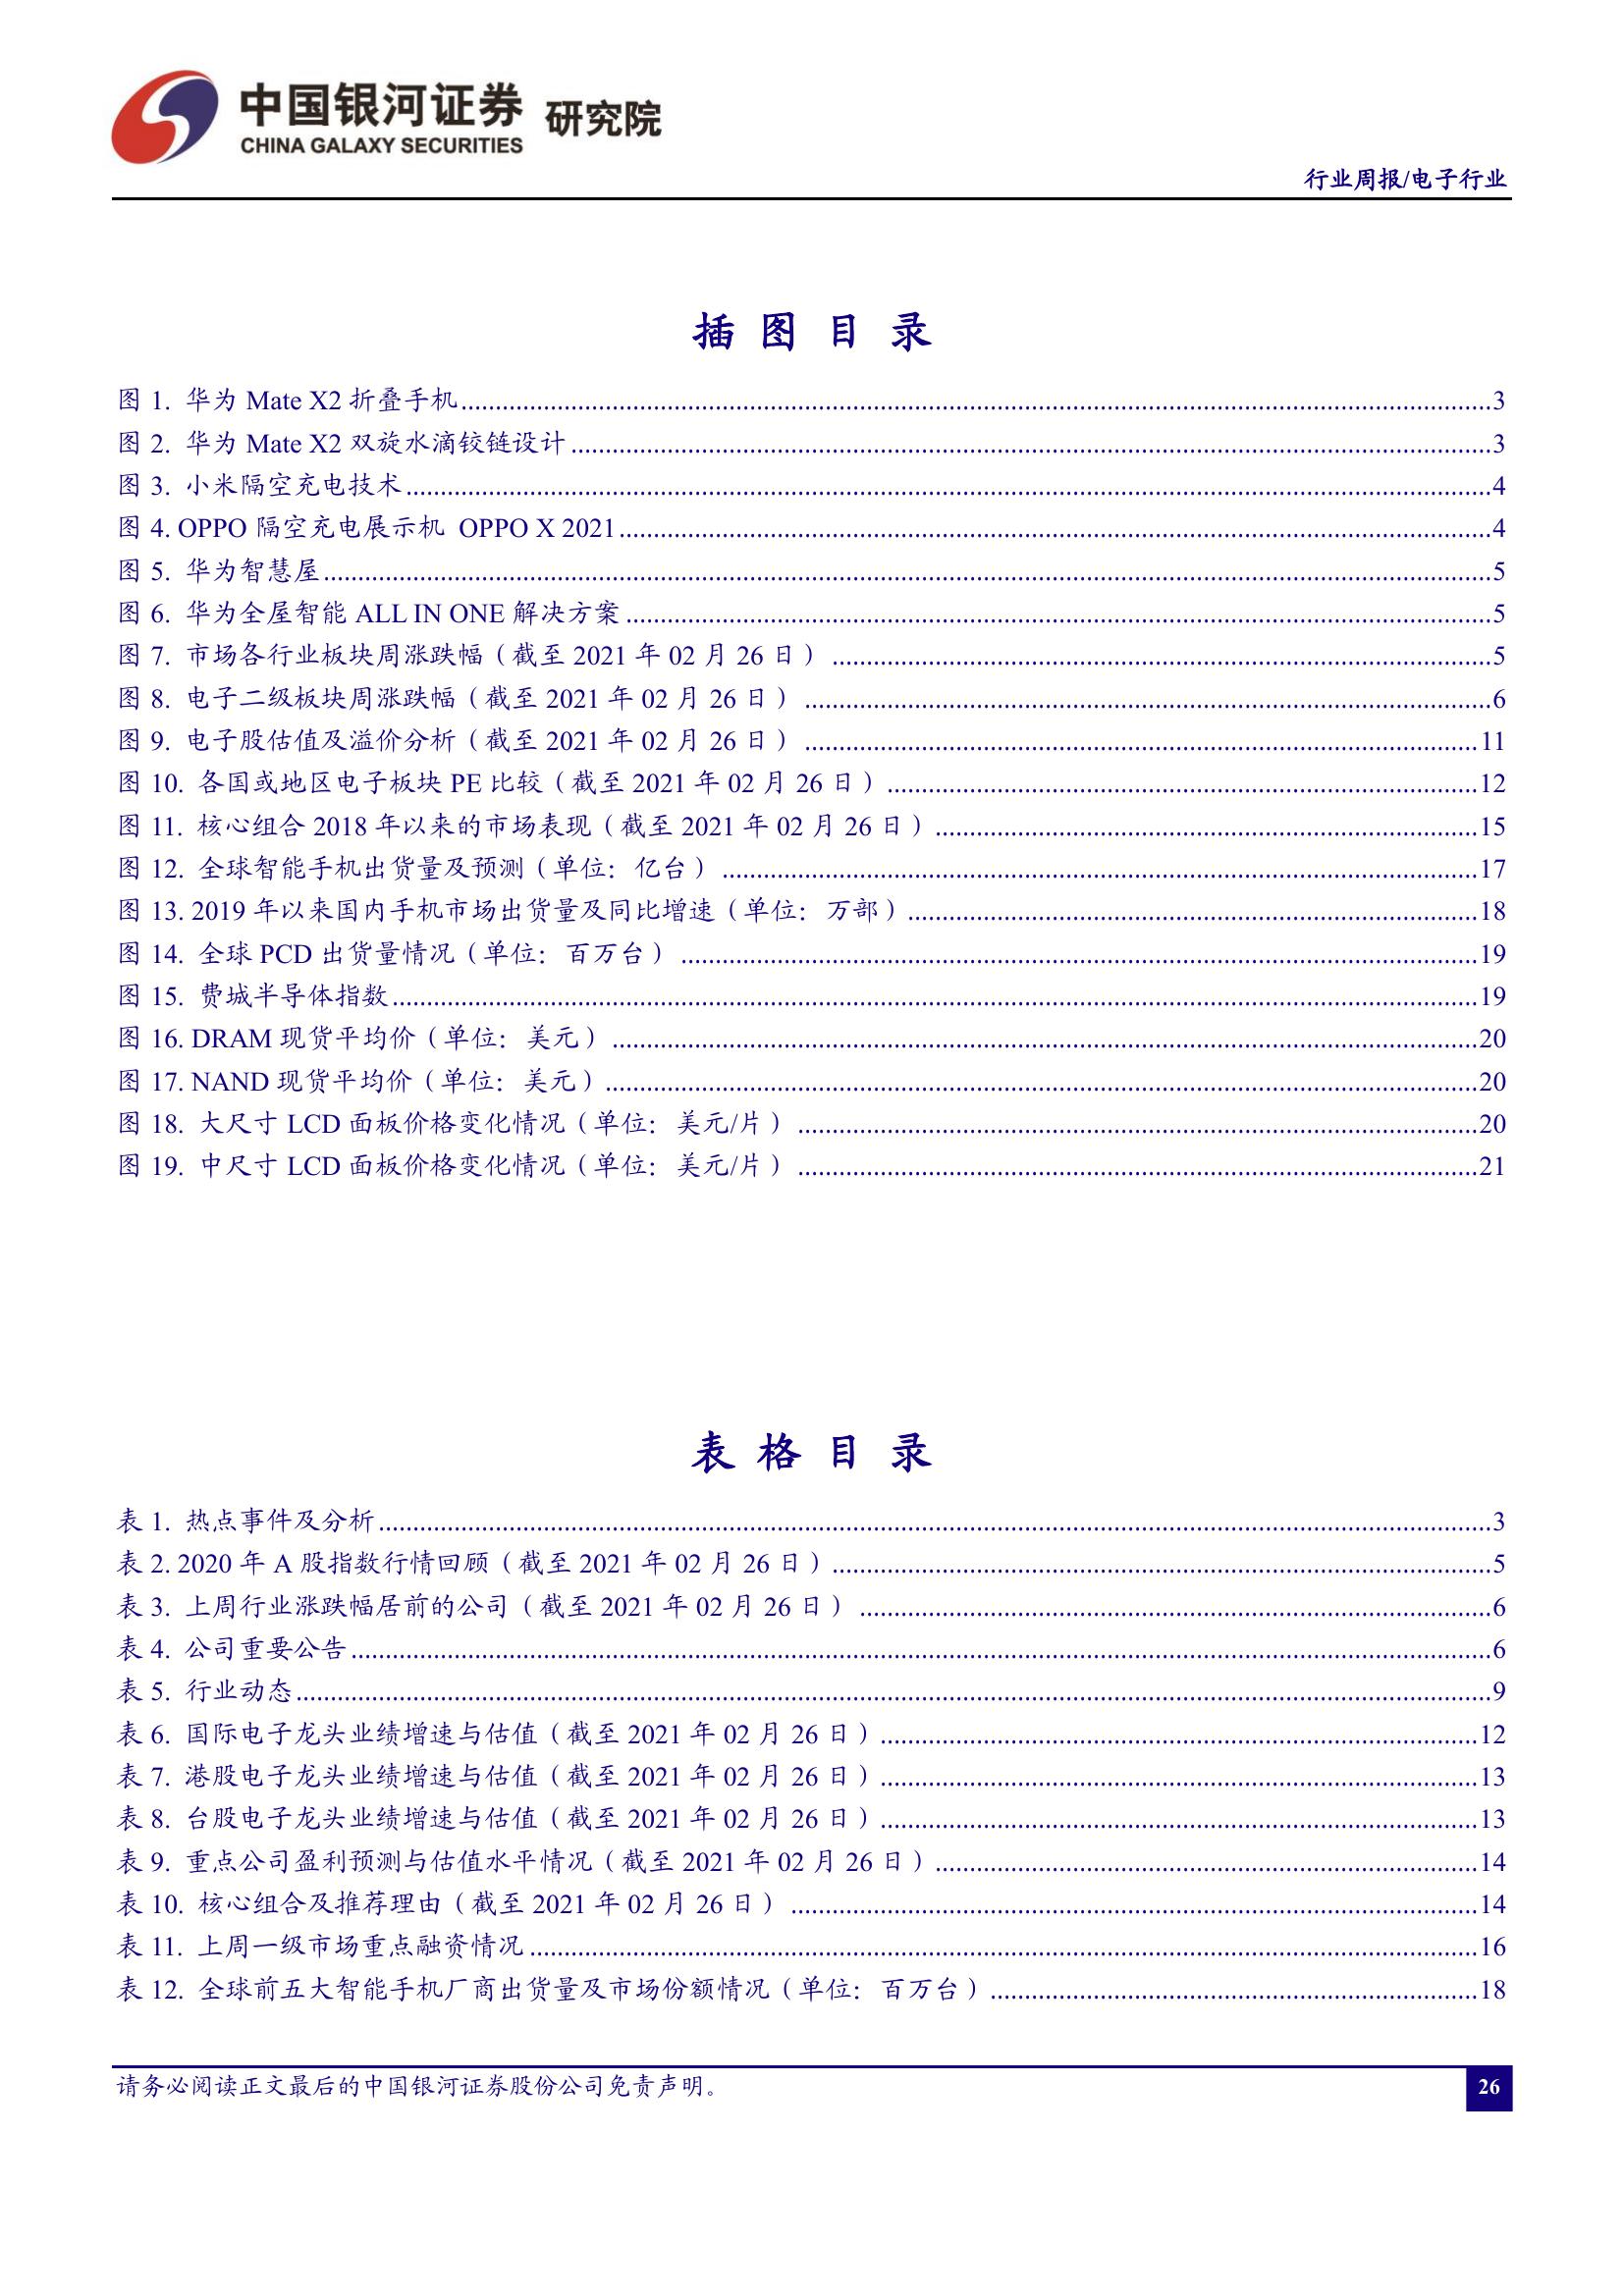 中国银河证券 研究院
CHINA GALAXY SECURITIES
行业周报/电子行业
插 图 目 录
图 1. 华为 Mate X2 折叠手机........3
图 2. 华为 Mate X2 双旋水滴铰链设计........3
图 3. 小米隔空充电技术........4
图 4. OPPO 隔空充电展示机 OPPO X 2021........4
图 5. 华为智慧屋........5
图 6. 华为全屋智能 ALL IN ONE 解决方案........5
图 7. 市场各行业板块周涨跌幅（截至 2021 年 02 月 26 日）........5
图 8. 电子二级板块周涨跌幅（截至 2021 年 02 月 26 日）........6
图 9. 电子股估值及溢价分析（截至 2021 年 02 月 26 日）........11
图 10. 各国或地区电子板块 PE 比较（截至 2021 年 02 月 26 日）........12
图 11. 核心组合 2018 年以来的市场表现（截至 2021 年 02 月 26 日）........15
图 12. 全球智能手机出货量及预测（单位：亿台）........17
图 13. 2019 年以来国内手机市场出货量及同比增速（单位：万部）........18
图 14. 全球 PCD 出货量情况（单位：百万台）........19
图 15. 费城半导体指数........19
图 16. DRAM 现货平均价（单位：美元）........20
图 17. NAND 现货平均价（单位：美元）........20
图 18. 大尺寸 LCD 面板价格变化情况（单位：美元/片）........20
图 19. 中尺寸 LCD 面板价格变化情况（单位：美元/片）........21
表 格 目 录
表 1. 热点事件及分析........3
表 2. 2020 年 A 股指数行情回顾（截至 2021 年 02 月 26 日）........5
表 3. 上周行业涨跌幅居前的公司（截至 2021 年 02 月 26 日）........6
表 4. 公司重要公告........6
表 5. 行业动态........9
表 6. 国际电子龙头业绩增速与估值（截至 2021 年 02 月 26 日）........12
表 7. 港股电子龙头业绩增速与估值（截至 2021 年 02 月 26 日）........13
表 8. 台股电子龙头业绩增速与估值（截至 2021 年 02 月 26 日）........13
表 9. 重点公司盈利预测与估值水平情况（截至 2021 年 02 月 26 日）........14
表 10. 核心组合及推荐理由（截至 2021 年 02 月 26 日）........14
表 11. 上周一级市场重点融资情况........16
表 12. 全球前五大智能手机厂商出货量及市场份额情况（单位：百万台）........18
请务必阅读正文最后的中国银河证券股份公司免责声明。
26